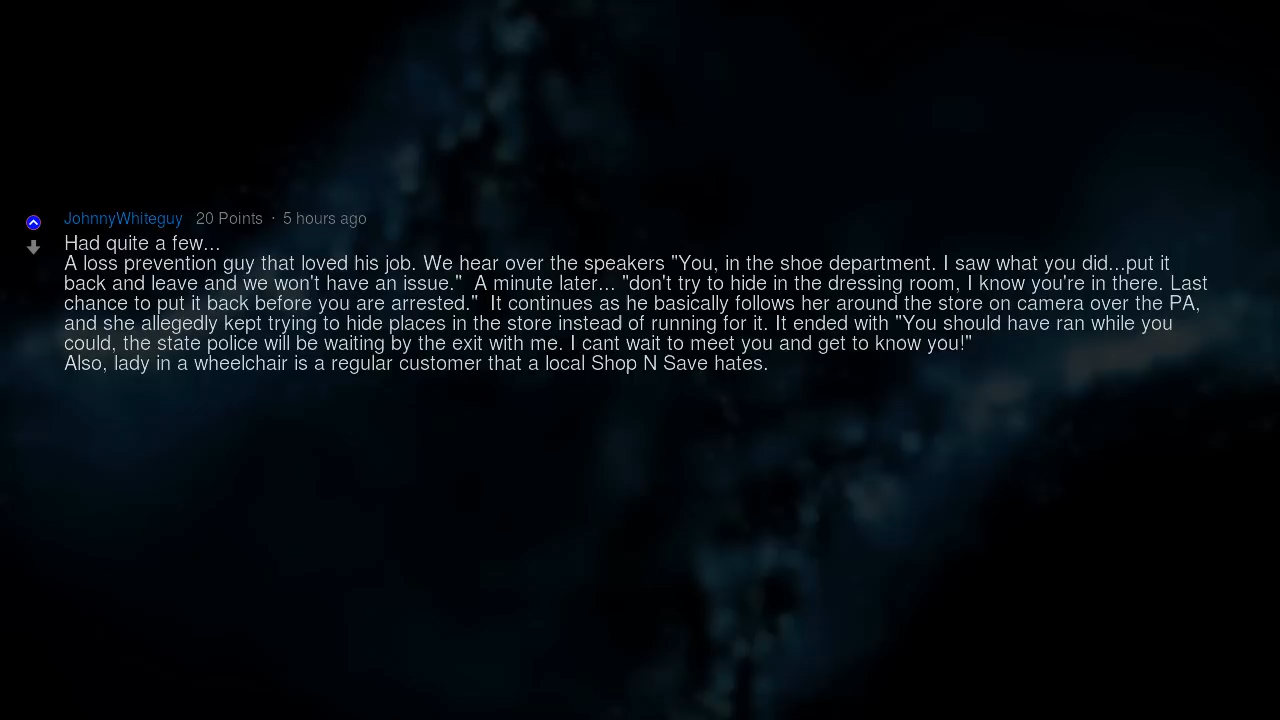 JohnnyWhiteguy 20 Points · 5 hours ago
Had quite a few...
A loss prevention guy that loved his job. We hear over the speakers "You, in the shoe department. I saw what you did...put it
back and leave and we won't have an issue."  A minute later... "don't try to hide in the dressing room, I know you're in there. Last
chance to put it back before you are arrested."  It continues as he basically follows her around the store on camera over the PA,
and she allegedly kept trying to hide places in the store instead of running for it. It ended with "You should have ran while you
could, the state police will be waiting by the exit with me. I cant wait to meet you and get to know you!"
Also, lady in a wheelchair is a regular customer that a local Shop N Save hates.